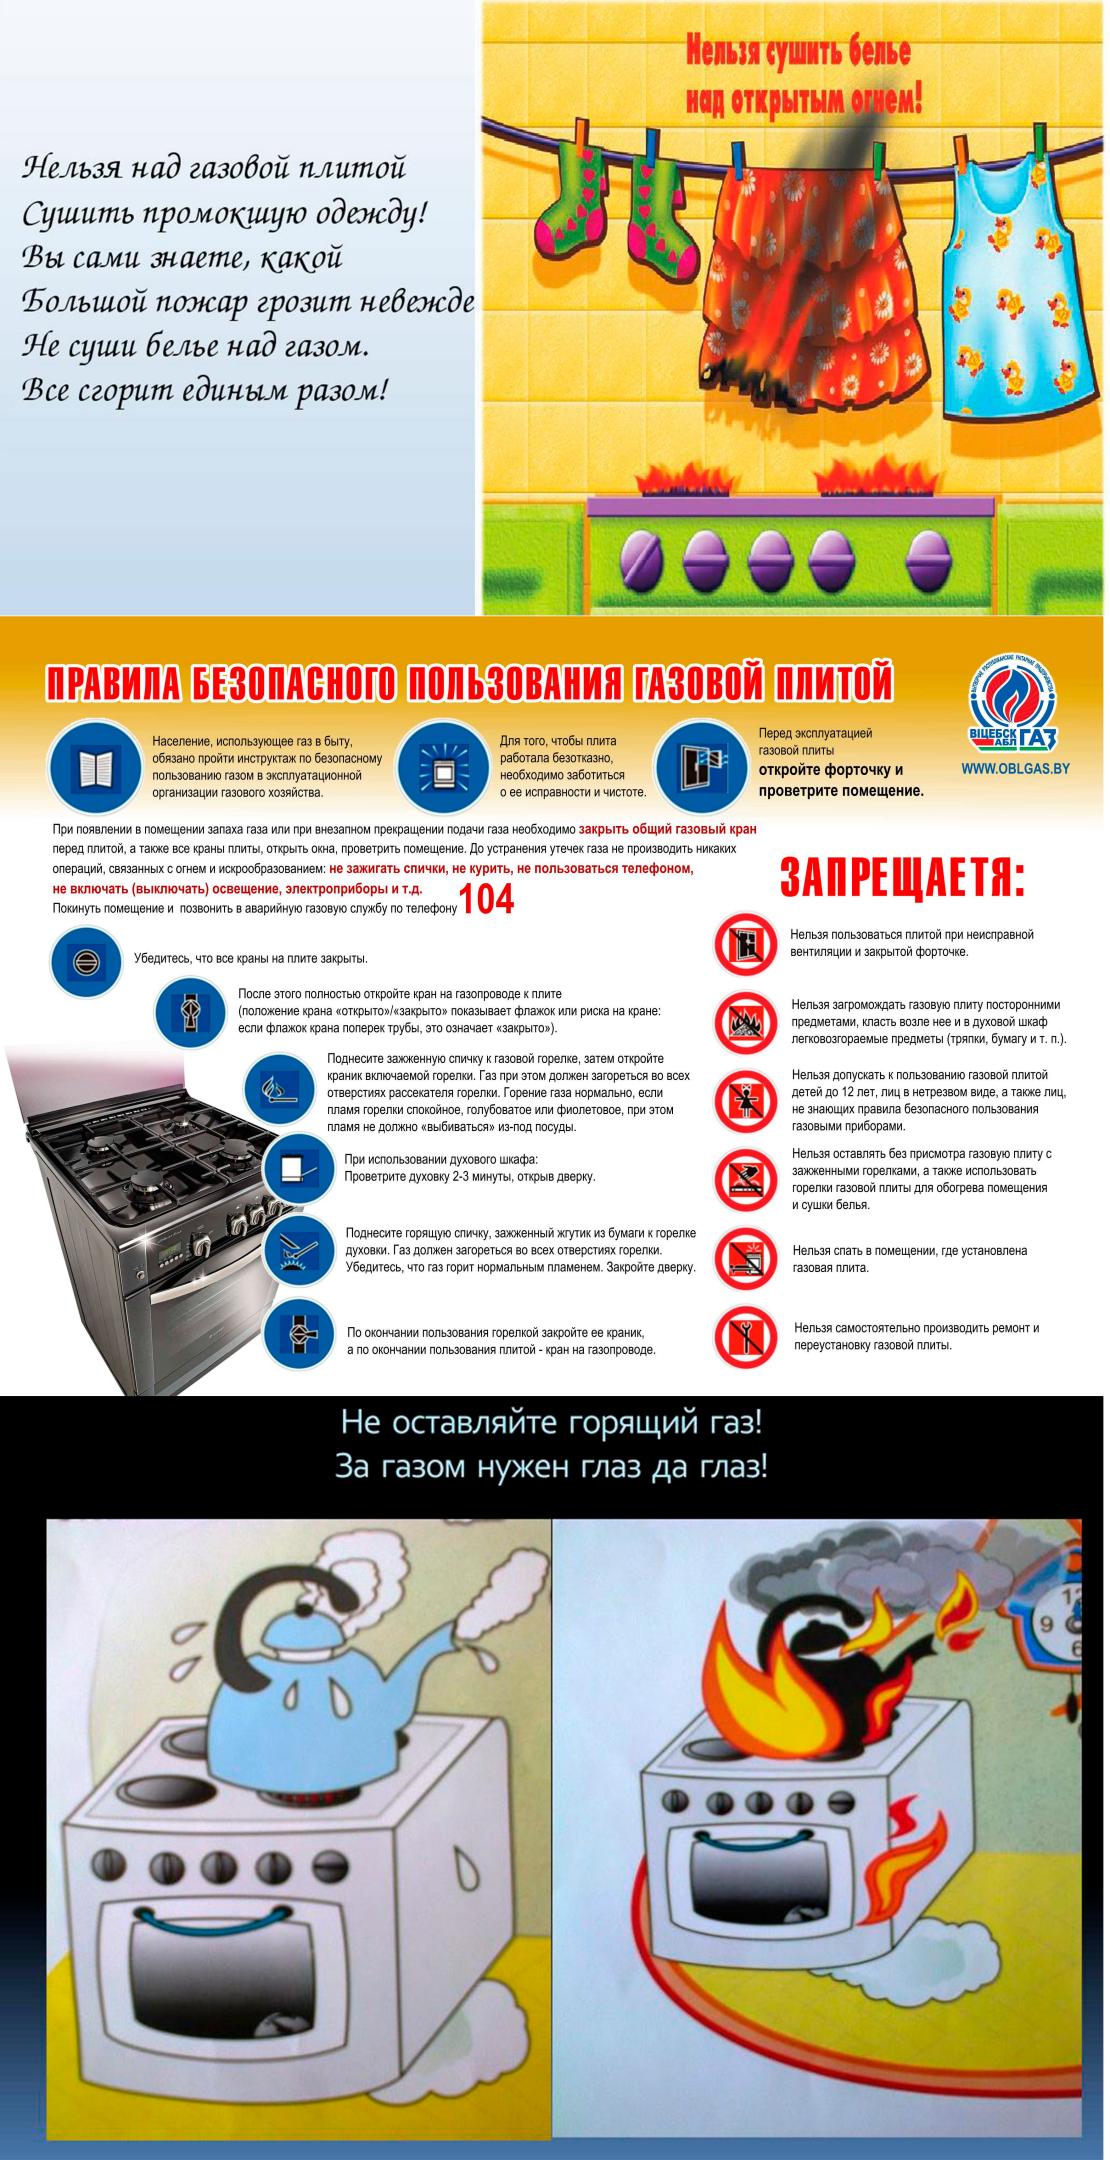 Нельзя над газовой плитой
Сушить промокшую одежду!
Вы сами знаете, какой
Большой пожар грозит невежде
Не суши белье над газом.
Все сгорит единым разом!
Нельзя сушить белье
над открытым огнем!
ПРАВИЛА БЕЗОПАСНОГО ПОЛЬЗОВАНИЯ ГАЗОВОЙ ПЛИТОЙ
ВІЦЕБСК
АБЛ ГАЗ
WWW.OBLGAS.BY
Население, использующее газ в быту,
обязано пройти инструктаж по безопасному
пользованию газом в эксплуатационной
организации газового хозяйства.
Для того, чтобы плита
работала безотказно,
необходимо заботиться
о ее исправности и чистоте.
Перед эксплуатацией
газовой плиты
откройте форточку и
проветрите помещение.
При появлении в помещении запаха газа или при внезапном прекращении подачи газа необходимо закрыть общий газовый кран
перед плитой, а также все краны плиты, открыть окна, проветрить помещение. До устранения утечек газа не производить никаких
операций, связанных с огнем и искрообразованием: не зажигать спички, не курить, не пользоваться телефоном,
не включать (выключать) освещение, электроприборы и т.д.
Покинуть помещение и позвонить в аварийную газовую службу по телефону 104
Убедитесь, что все краны на плите закрыты.
После этого полностью откройте кран на газопроводе к плите
(положение крана «открыто»/«закрыто» показывает флажок или риска на кране:
если флажок крана поперек трубы, это означает «закрыто»).
Поднесите зажженную спичку к газовой горелке, затем откройте
краник включаемой горелки. Газ при этом должен загореться во всех
отверстиях рассекателя горелки. Горение газа нормально, если
пламя горелки спокойное, голубоватое или фиолетовое, при этом
пламя не должно «выбиваться» из-под посуды.
При использовании духового шкафа:
Проветрите духовку 2-3 минуты, открыв дверку.
Поднесите горящую спичку, зажженный жгутик из бумаги к горелке
духовки. Газ должен загореться во всех отверстиях горелки.
Убедитесь, что газ горит нормальным пламенем. Закройте дверку.
По окончании пользования горелкой закройте ее краник,
а по окончании пользования плитой - кран на газопроводе.
ЗАПРЕЩАЕТЯ:
Нельзя пользоваться плитой при неисправной
вентиляции и закрытой форточке.
Нельзя загромождать газовую плиту посторонними
предметами, класть возле нее и в духовой шкаф
легковозгораемые предметы (тряпки, бумагу и т. п.).
Нельзя допускать к пользованию газовой плитой
детей до 12 лет, лиц в нетрезвом виде, а также лиц,
не знающих правила безопасного пользования
газовыми приборами.
Нельзя оставлять без присмотра газовую плиту с
зажженными горелками, а также использовать
горелки газовой плиты для обогрева помещения
и сушки белья.
Нельзя спать в помещении, где установлена
газовая плита.
Нельзя самостоятельно производить ремонт и
переустановку газовой плиты.
Не оставляйте горящий газ!
За газом нужен глаз да глаз!
12
9
6